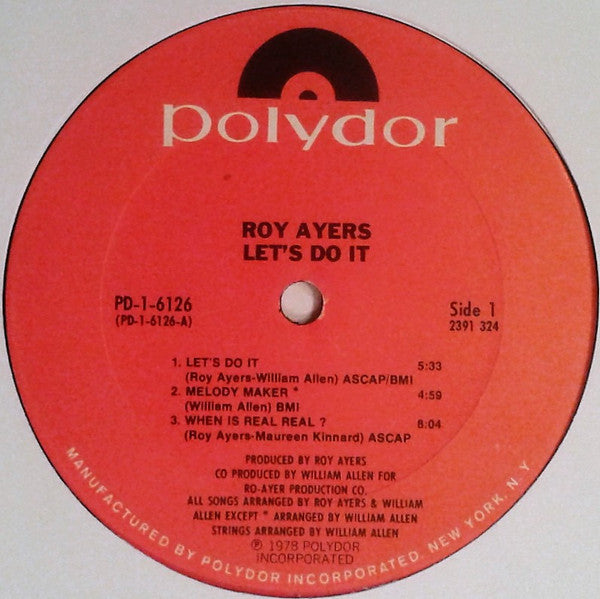 polydor
ROY AYERS
LET'S DO IT
PD-1-6126
(PD-1-6126-A)
Side 1
2391 324
1. LET'S DO IT 5:33
(Roy Ayers-William Allen) ASCAP/BMI
2. MELODY MAKER * 4:59
(William Allen) BMI
3. WHEN IS REAL REAL ? 8:04
(Roy Ayers-Maureen Kinnard) ASCAP
PRODUCED BY ROY AYERS
CO PRODUCED BY WILLIAM ALLEN FOR
RO-AYER PRODUCTION CO.
ALL SONGS ARRANGED BY ROY AYERS & WILLIAM
ALLEN EXCEPT * ARRANGED BY WILLIAM ALLEN
STRINGS ARRANGED BY WILLIAM ALLEN
℗ 1978 POLYDOR
INCORPORATED
MANUFACTURED BY POLYDOR INCORPORATED, NEW YORK, N.Y.